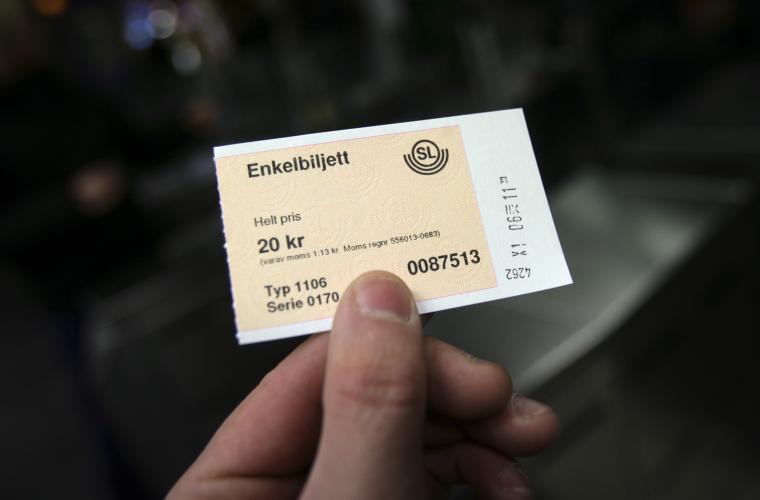 Enkelbiljett
SL
Helt pris
20 kr
(varav moms 1:13 kr Moms regnr 556013-0683)
0087513
Typ 1106
Serie 0170
4262 X1 06